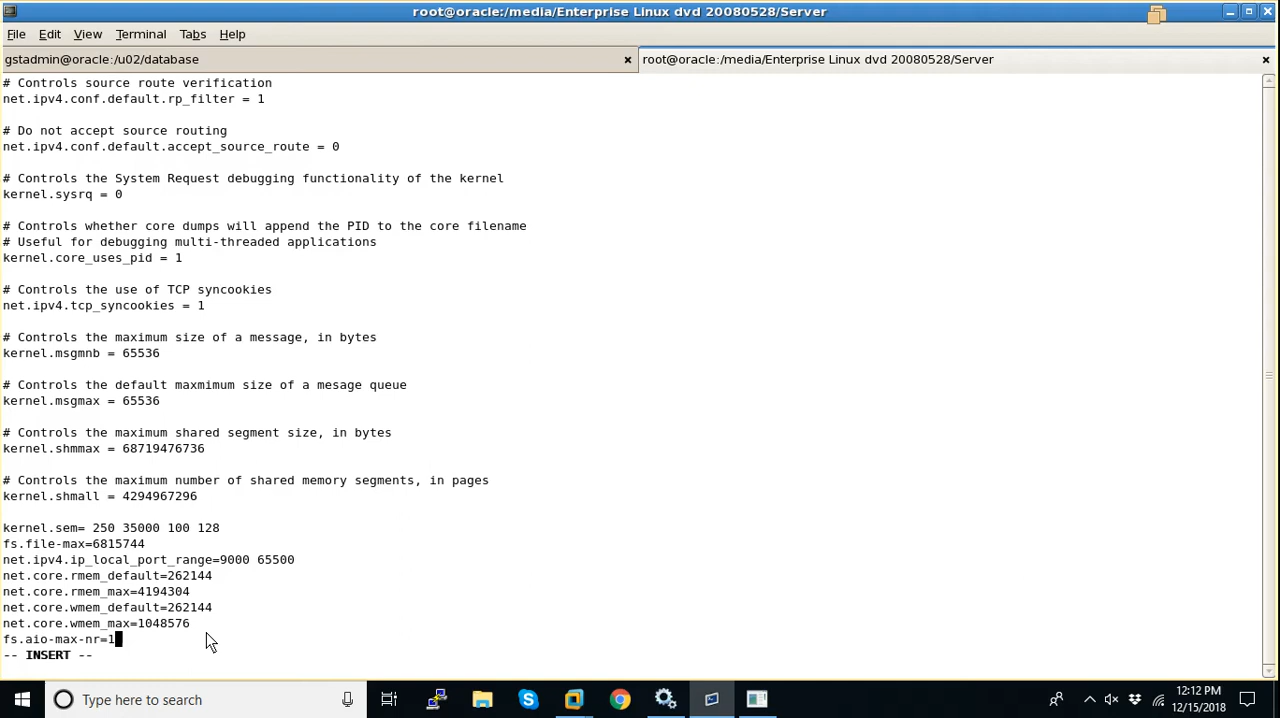 root@oracle:/media/Enterprise Linux dvd 20080528/Server
File Edit View Terminal Tabs Help
gstadmin@oracle:/u02/database
root@oracle:/media/Enterprise Linux dvd 20080528/Server
# Controls source route verification
net.ipv4.conf.default.rp_filter = 1
# Do not accept source routing
net.ipv4.conf.default.accept_source_route = 0
# Controls the System Request debugging functionality of the kernel
kernel.sysrq = 0
# Controls whether core dumps will append the PID to the core filename
# Useful for debugging multi-threaded applications
kernel.core_uses_pid = 1
# Controls the use of TCP syncookies
net.ipv4.tcp_syncookies = 1
# Controls the maximum size of a message, in bytes
kernel.msgmnb = 65536
# Controls the default maxmimum size of a mesage queue
kernel.msgmax = 65536
# Controls the maximum shared segment size, in bytes
kernel.shmmax = 68719476736
# Controls the maximum number of shared memory segments, in pages
kernel.shmall = 4294967296
kernel.sem= 250 35000 100 128
fs.file-max=6815744
net.ipv4.ip_local_port_range=9000 65500
net.core.rmem_default=262144
net.core.rmem_max=4194304
net.core.wmem_default=262144
net.core.wmem_max=1048576
fs.aio-max-nr=1
-- INSERT --
Type here to search
12:12 PM
12/15/2018